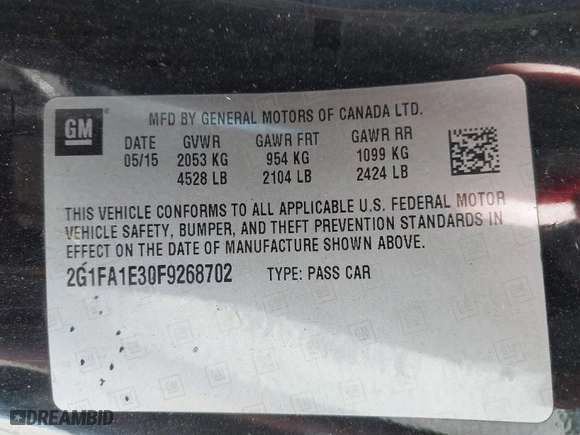 GM
MFD BY GENERAL MOTORS OF CANADA LTD.
DATE GVWR GAWR FRT GAWR RR
05/15 2053 KG 954 KG 1099 KG
4528 LB 2104 LB 2424 LB
THIS VEHICLE CONFORMS TO ALL APPLICABLE U.S. FEDERAL MOTOR
VEHICLE SAFETY, BUMPER, AND THEFT PREVENTION STANDARDS IN
EFFECT ON THE DATE OF MANUFACTURE SHOWN ABOVE.
2G1FA1E30F9268702 TYPE: PASS CAR
DREAMBID